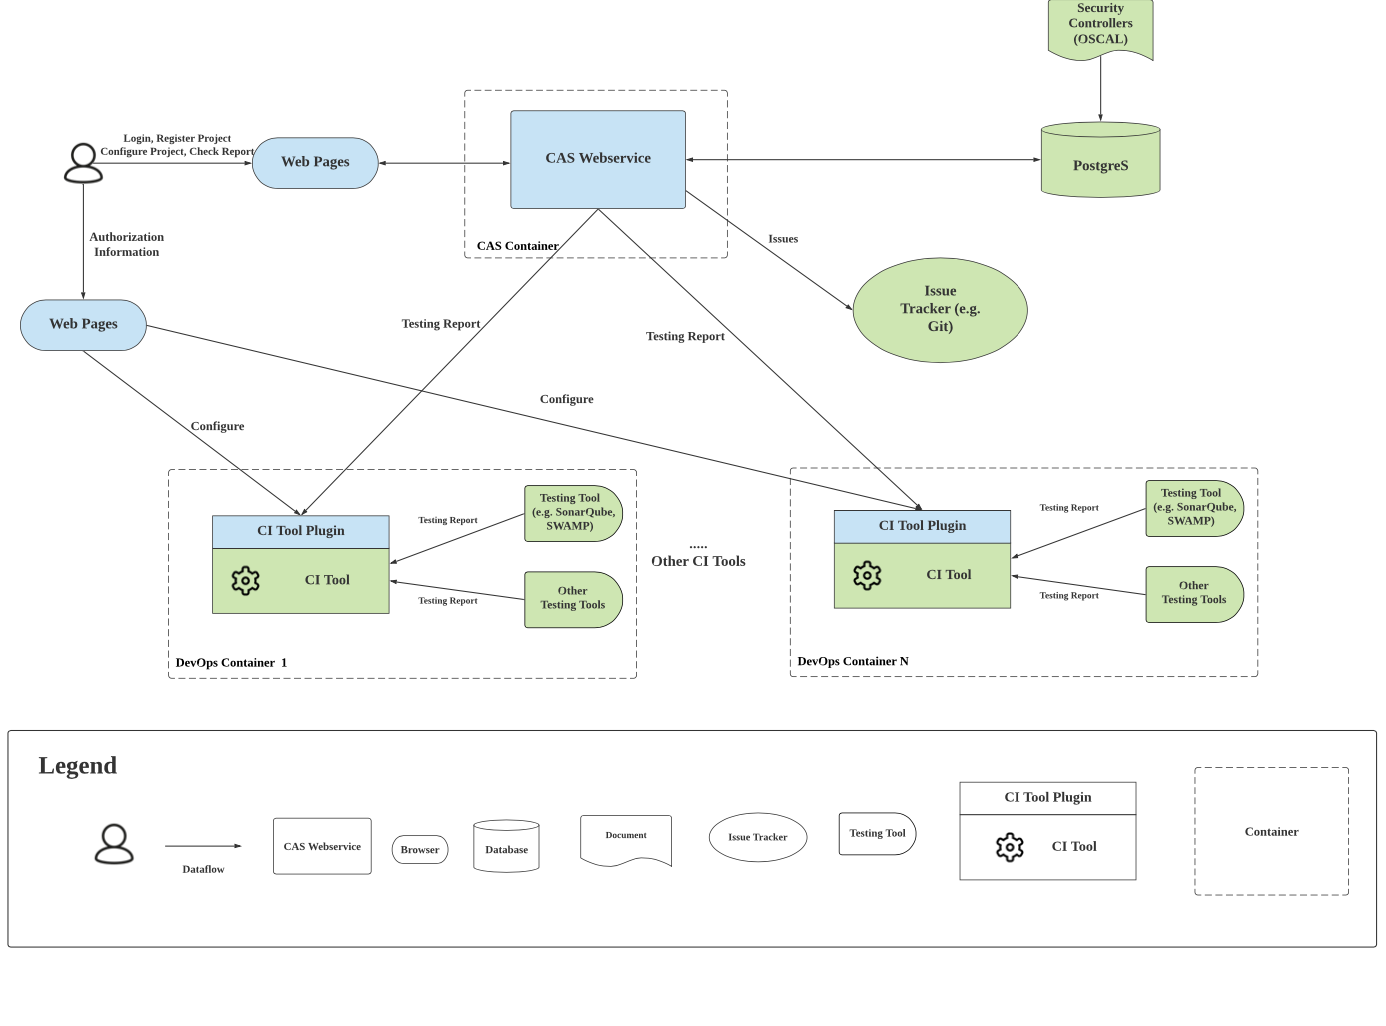 Security
Controllers
(OSCAL)
Login, Register Project
Configure Project, Check Report
Web Pages
CAS Webservice
PostgreS
Authorization
Information
CAS Container
Issues
Issue
Tracker (e.g.
Git)
Web Pages
Testing Report
Testing Report
Configure
Configure
CI Tool Plugin
CI Tool
Testing Report
Testing Tool
(e.g. SonarQube,
SWAMP)
Testing Report
Other
Testing Tools
DevOps Container  1
.....
Other CI Tools
CI Tool Plugin
CI Tool
Testing Report
Testing Tool
(e.g. SonarQube,
SWAMP)
Testing Report
Other
Testing Tools
DevOps Container N
Legend
Dataflow
CAS Webservice
Browser
Database
Document
Issue Tracker
Testing Tool
CI Tool Plugin
CI Tool
Container